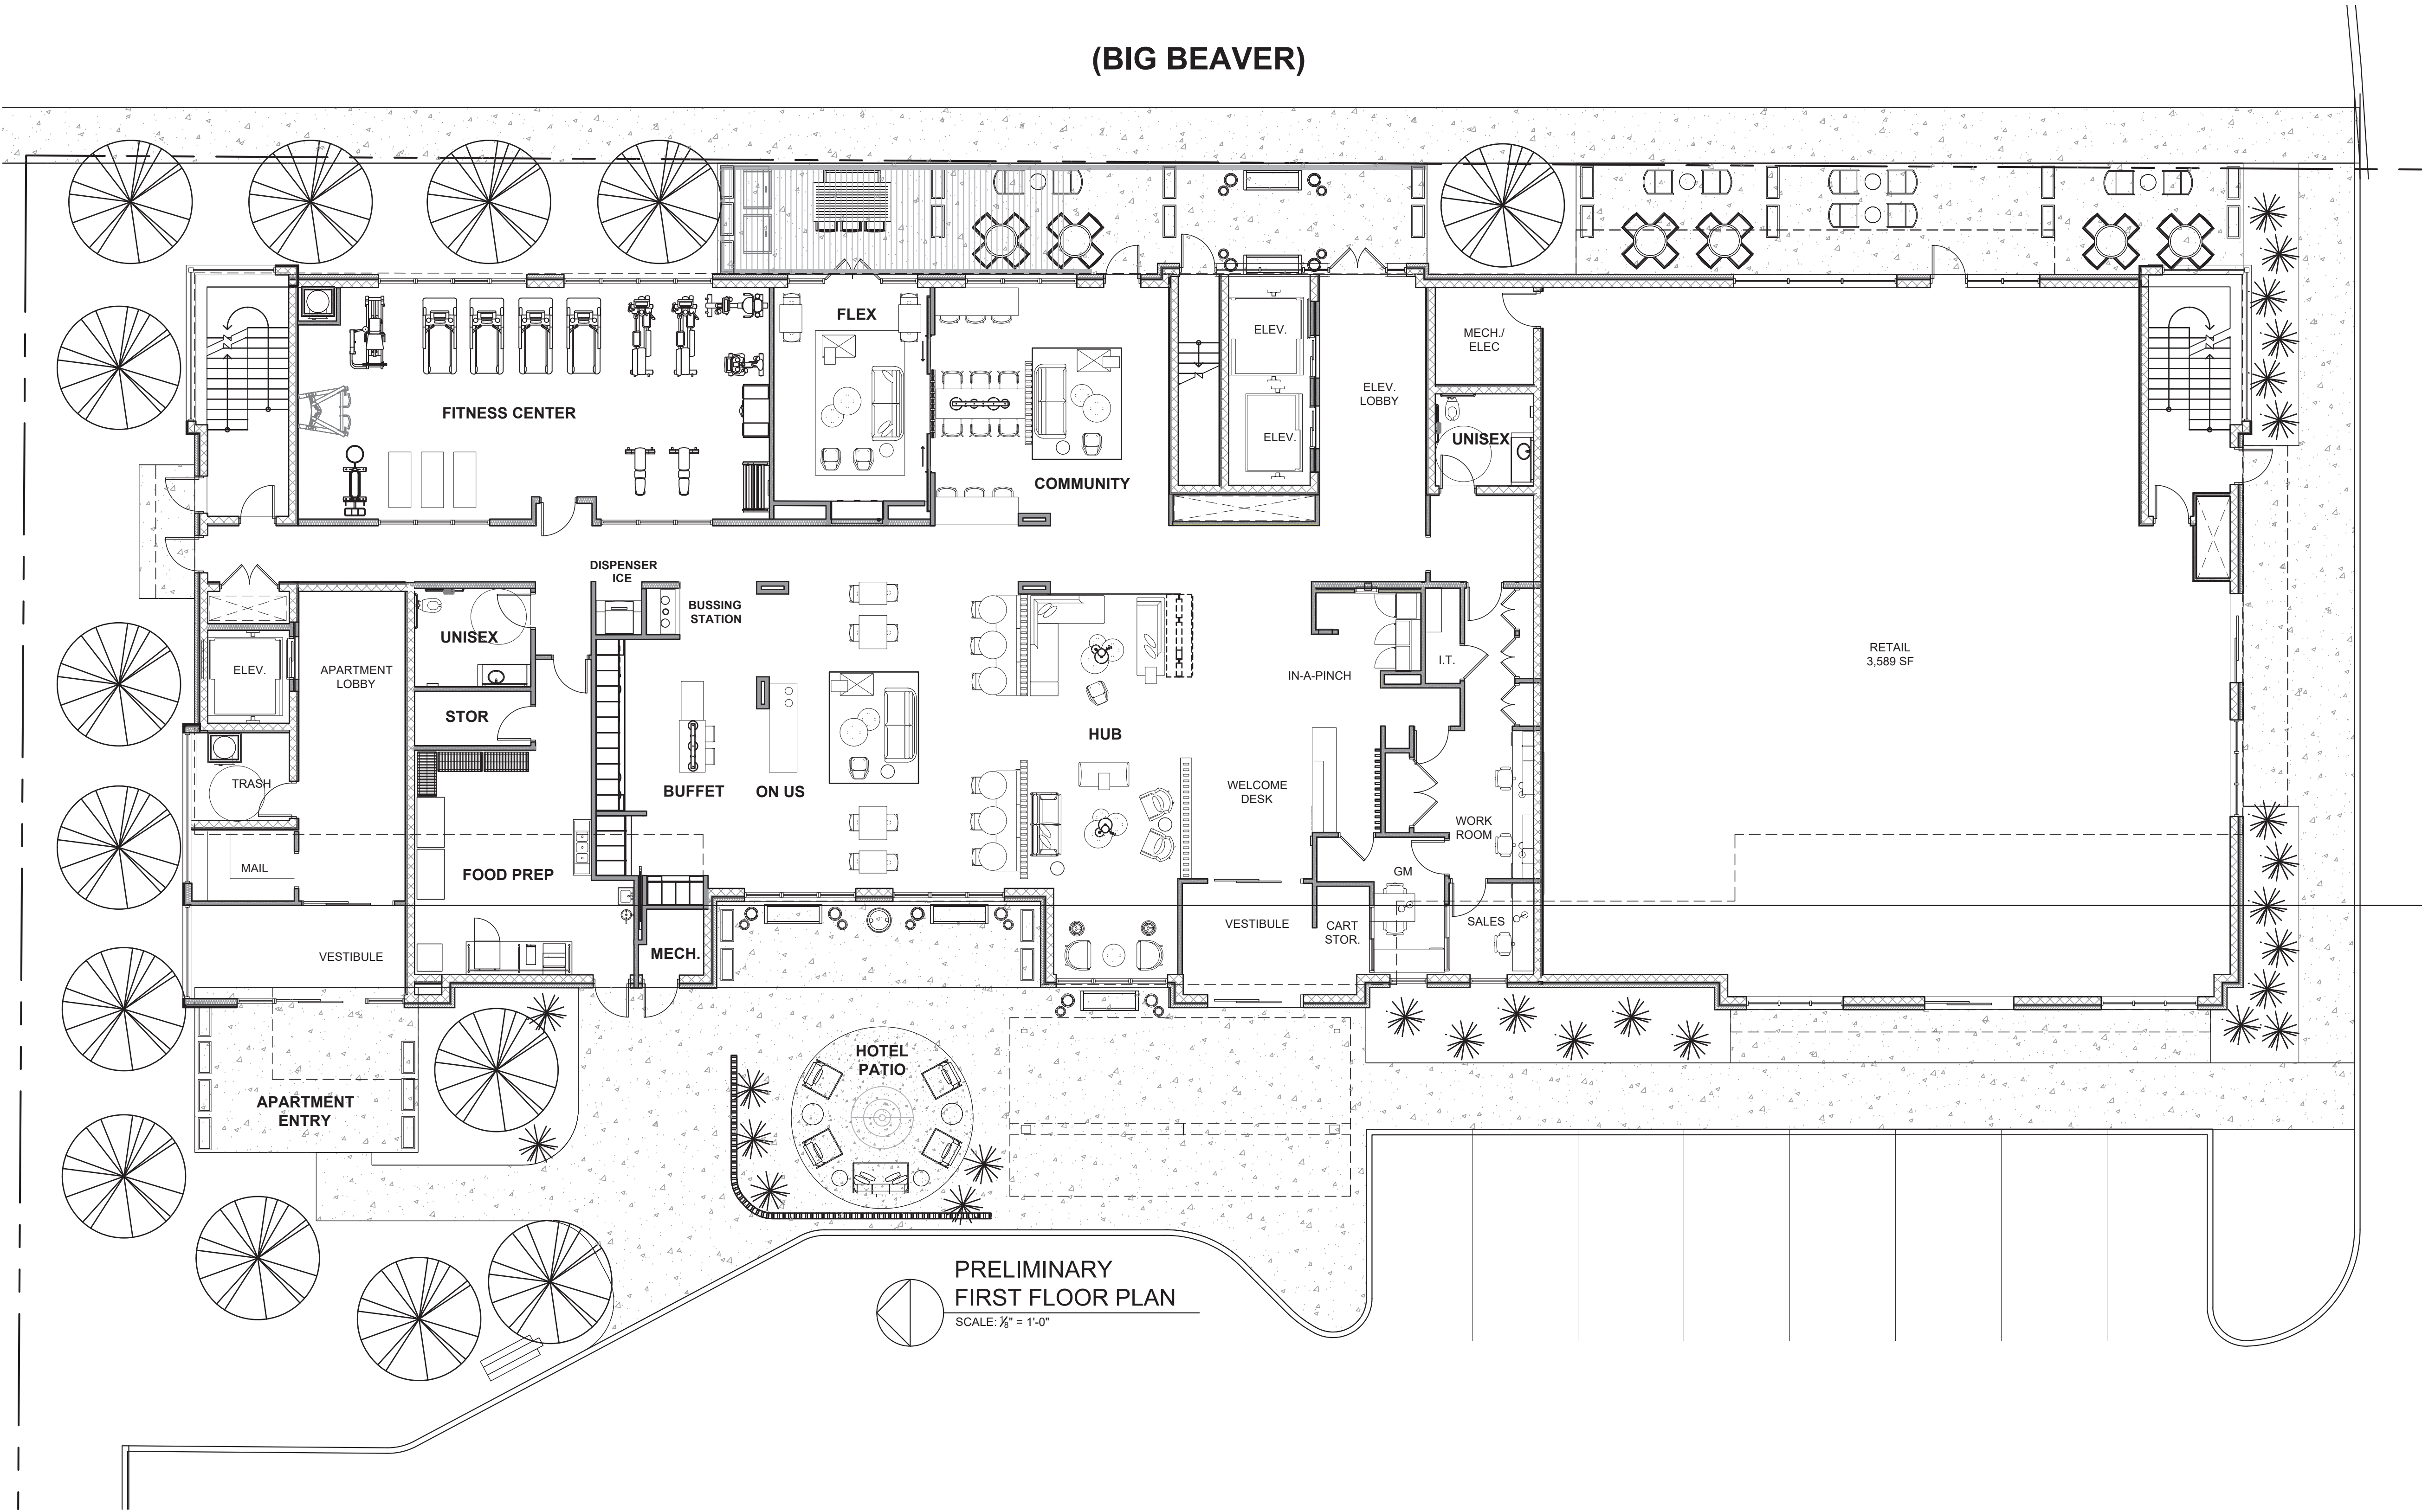 (BIG BEAVER)
FLEX
ELEV.
MECH./
ELEC
ELEV.
LOBBY
FITNESS CENTER
ELEV.
UNISEX
COMMUNITY
DISPENSER
ICE
BUSSING
STATION
UNISEX
ELEV.
APARTMENT
LOBBY
I.T.
RETAIL
3,589 SF
IN-A-PINCH
STOR
HUB
TRASH
BUFFET
ON US
WELCOME
DESK
WORK
ROOM
MAIL
FOOD PREP
GM
VESTIBULE
MECH.
VESTIBULE
CART
STOR.
SALES
HOTEL
PATIO
APARTMENT
ENTRY
PRELIMINARY
FIRST FLOOR PLAN
SCALE: ⅛" = 1'-0"